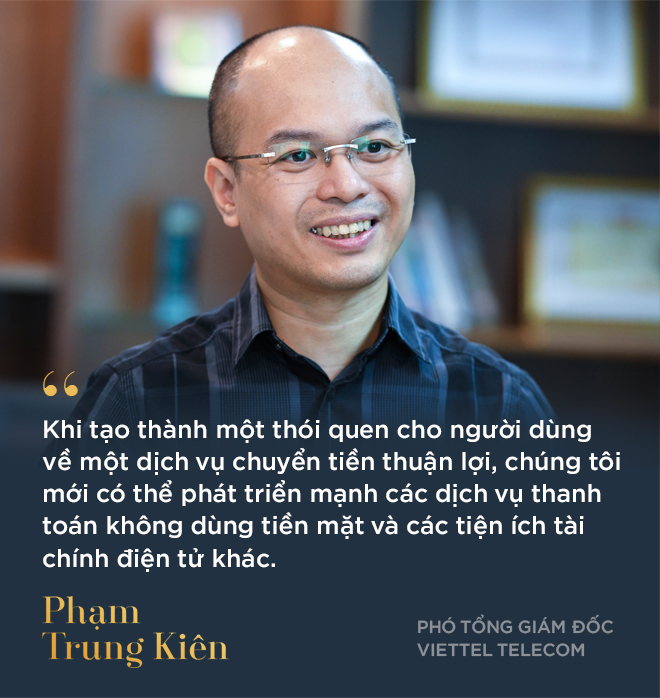 “
Khi tạo thành một thói quen cho người dùng
về một dịch vụ chuyển tiền thuận lợi, chúng tôi
mới có thể phát triển mạnh các dịch vụ thanh
toán không dùng tiền mặt và các tiện ích tài
chính điện tử khác.
Phạm
Trung Kiên
PHÓ TỔNG GIÁM ĐỐC
VIETTEL TELECOM